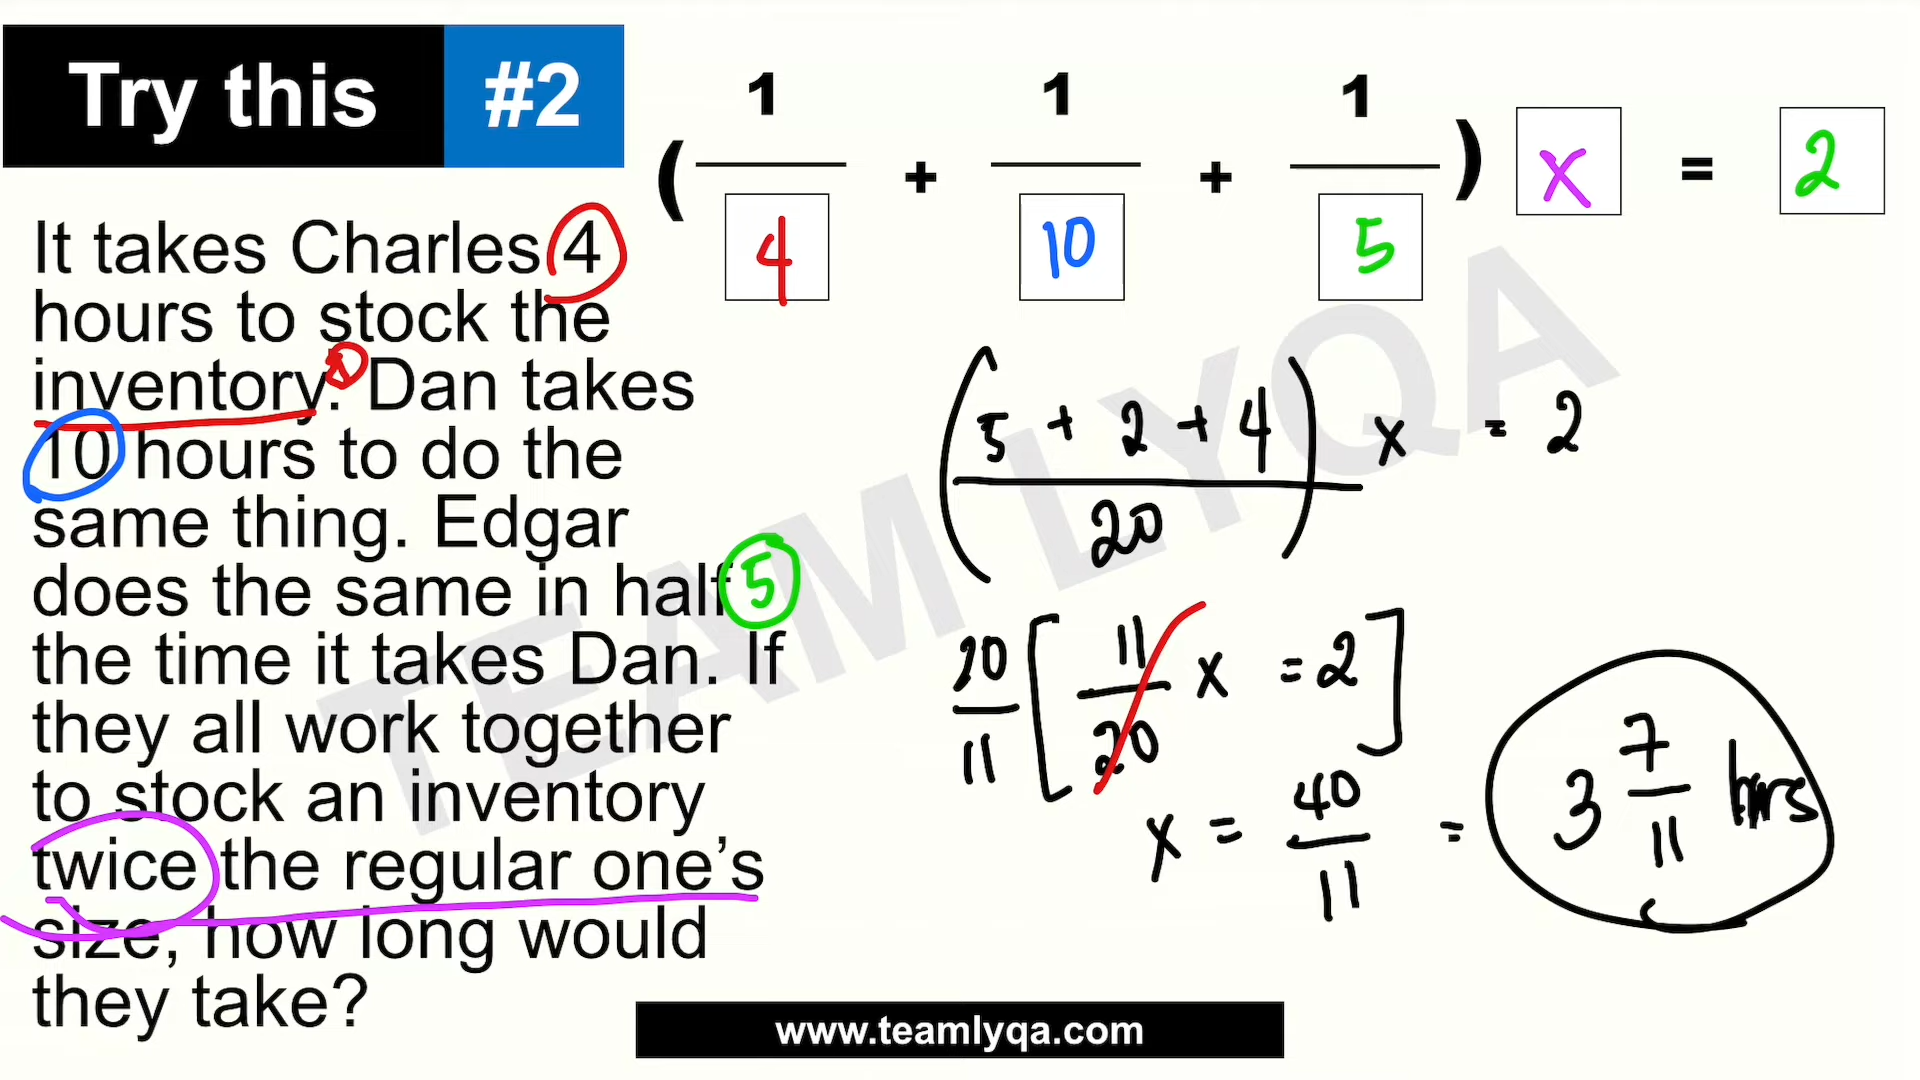 Try this #2
( 1/4 + 1/10 + 1/5 ) x = 2
It takes Charles 4
hours to stock the
inventory. Dan takes
10 hours to do the
same thing. Edgar
does the same in half 5
the time it takes Dan. If
they all work together
to stock an inventory
twice the regular one's
size, how long would
they take?
( 5 + 2 + 4 / 20 ) x = 2
20/11 [ 11/20 x = 2 ]
x = 40/11 = 3 7/11 hours
TEAM LYQA
www.teamlyqa.com